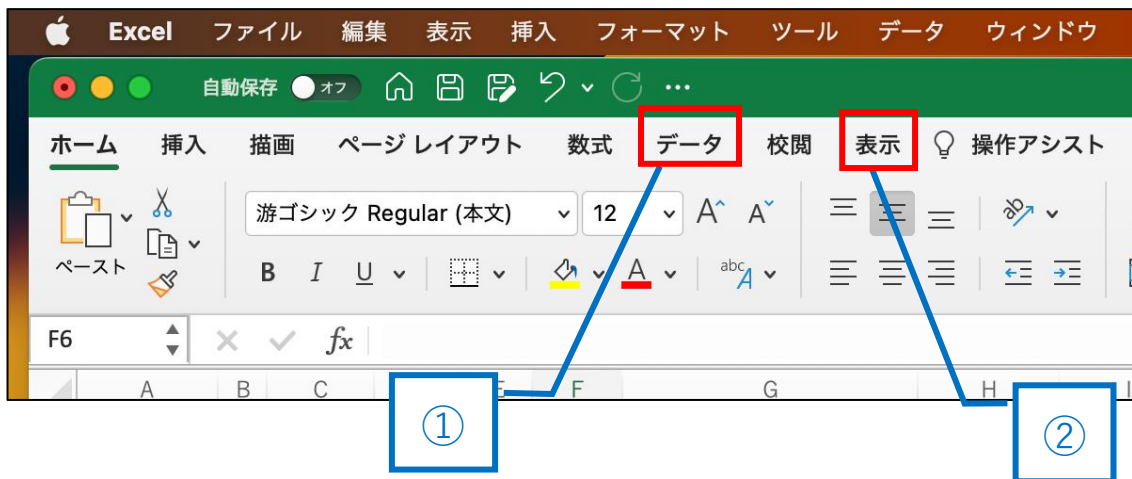 Excel ファイル 編集 表示 挿入 フォーマット ツール データ ウィンドウ
自動保存 オフ
ホーム 挿入 描画 ページ レイアウト 数式 データ 校閲 表示 操作アシスト
游ゴシック Regular (本文) 12 A A
ペースト
B I U A abc A
F6 fx
A B C E F G H I
① ②